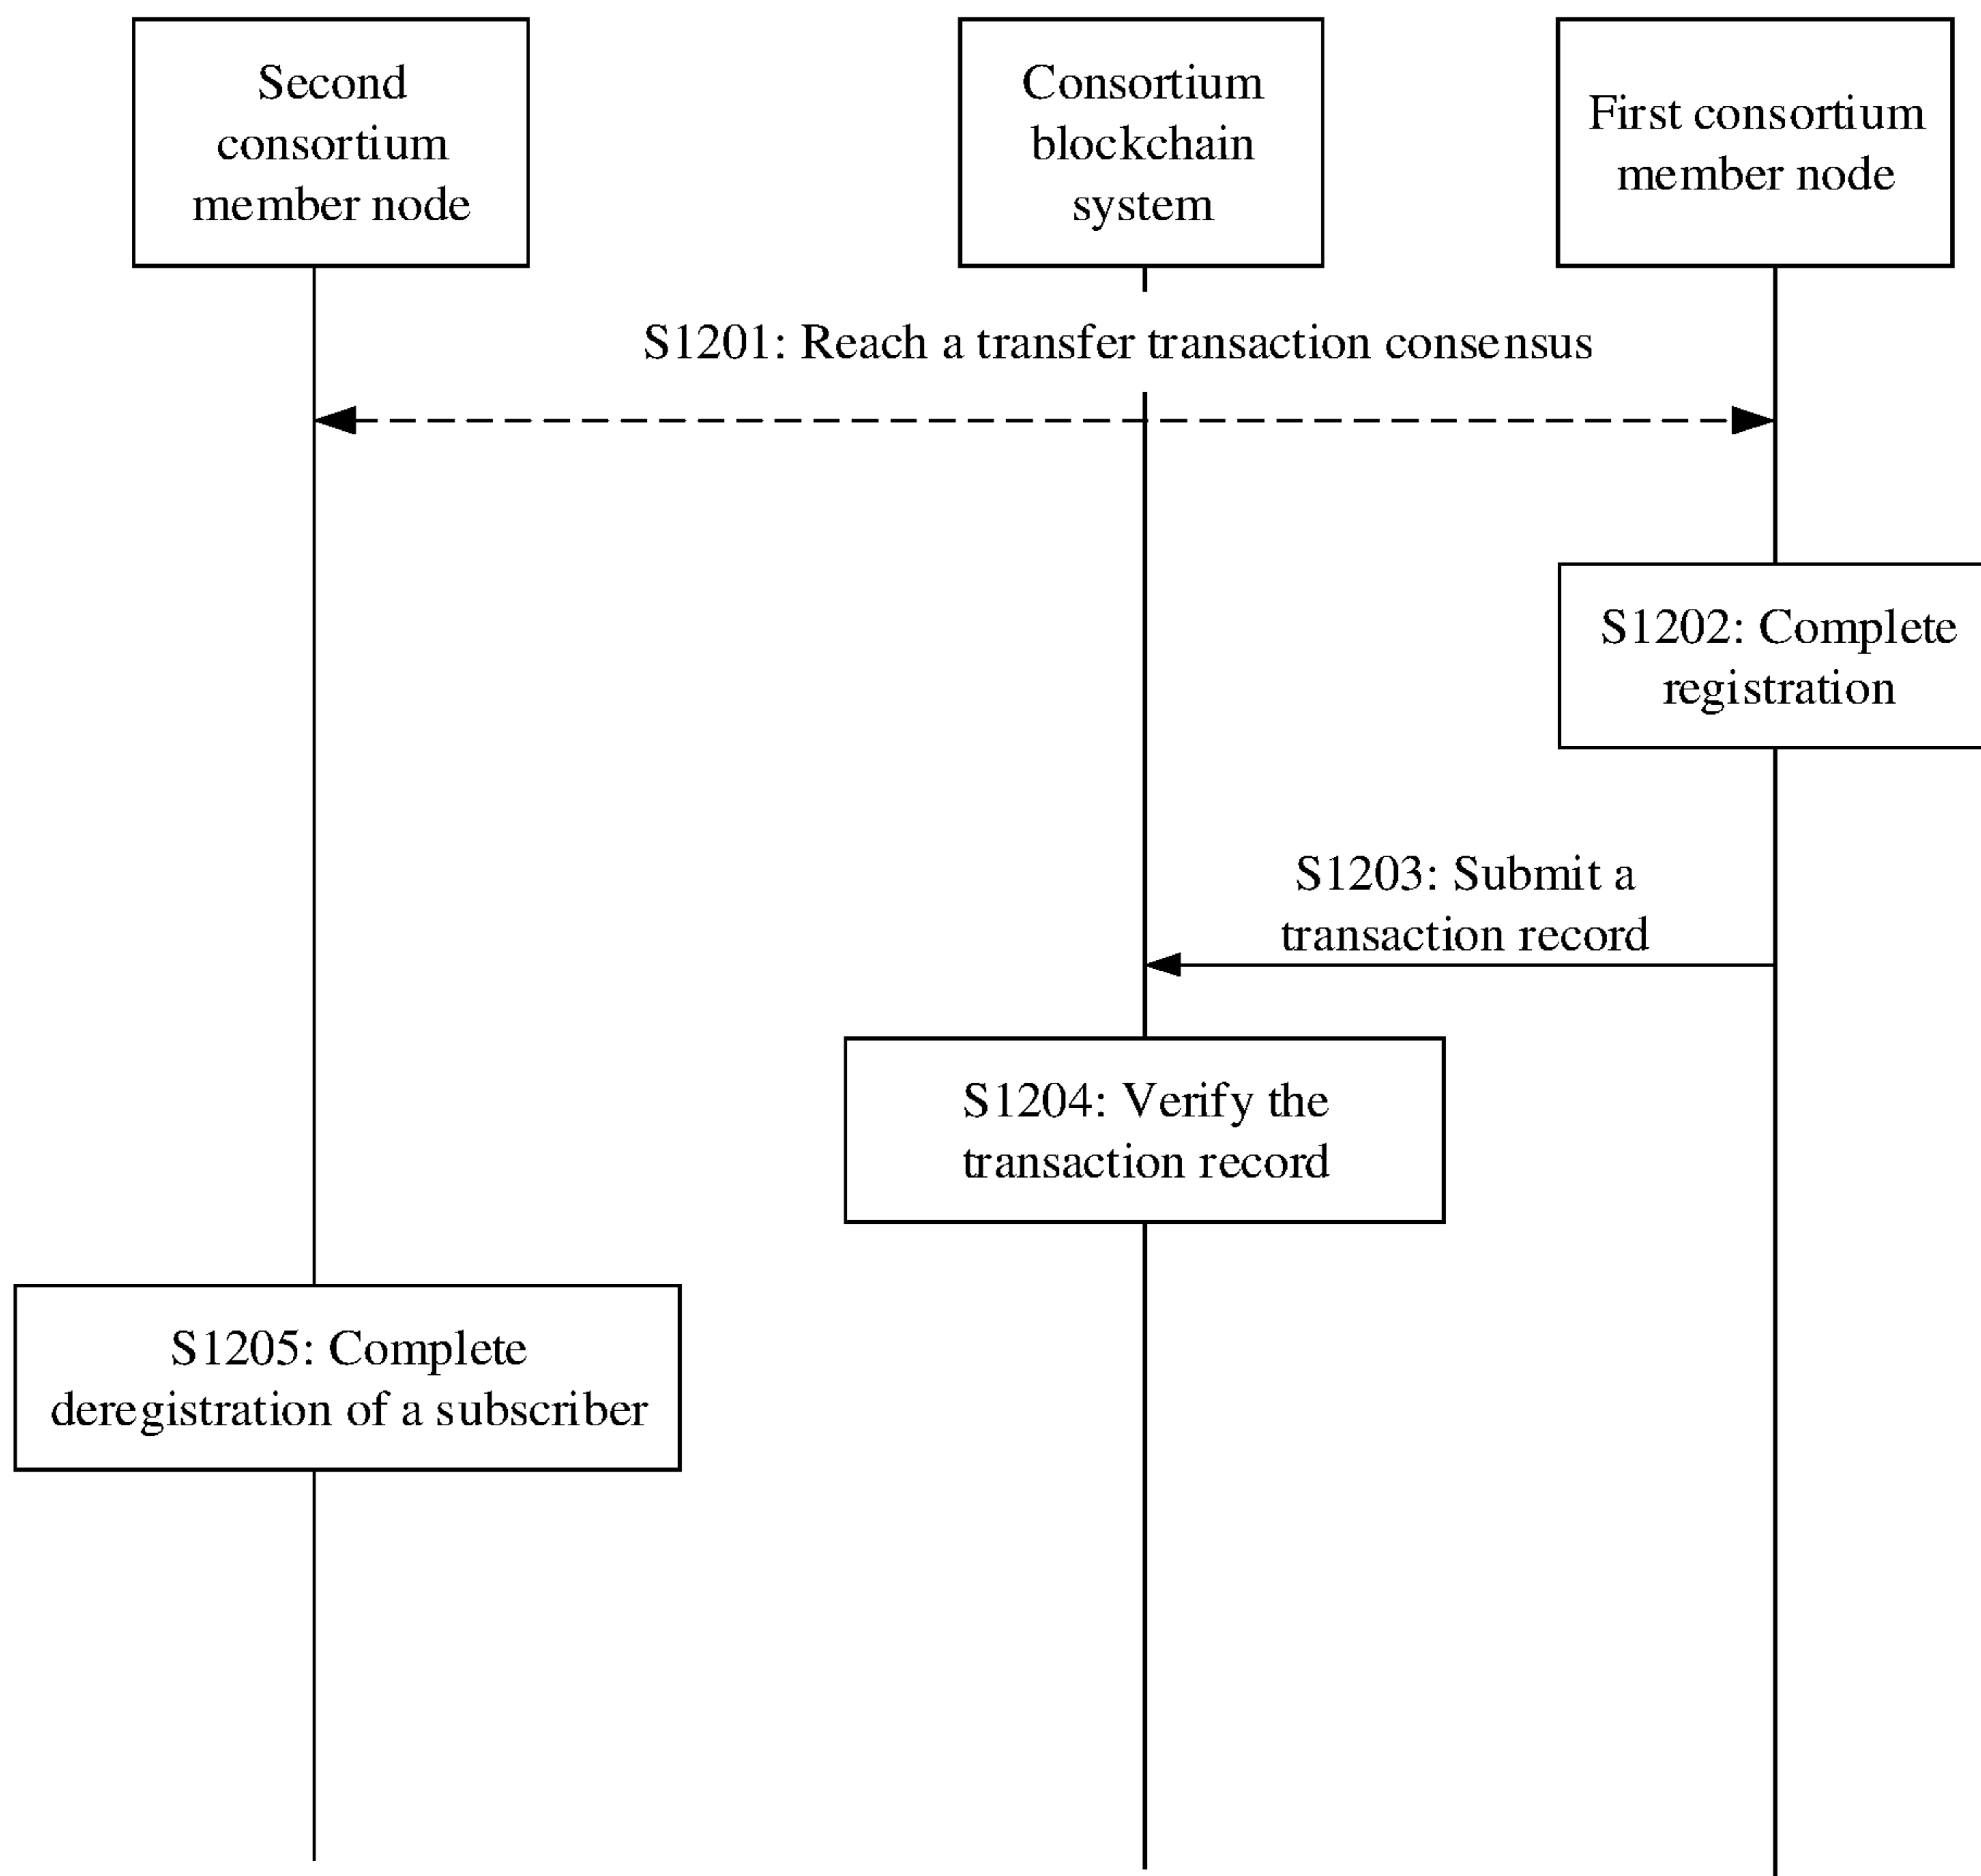 Second
consortium
member node
Consortium
blockchain
system
First consortium
member node
S1201: Reach a transfer transaction consensus
S1202: Complete
registration
S1203: Submit a
transaction record
S1204: Verify the
transaction record
S1205: Complete
deregistration of a subscriber